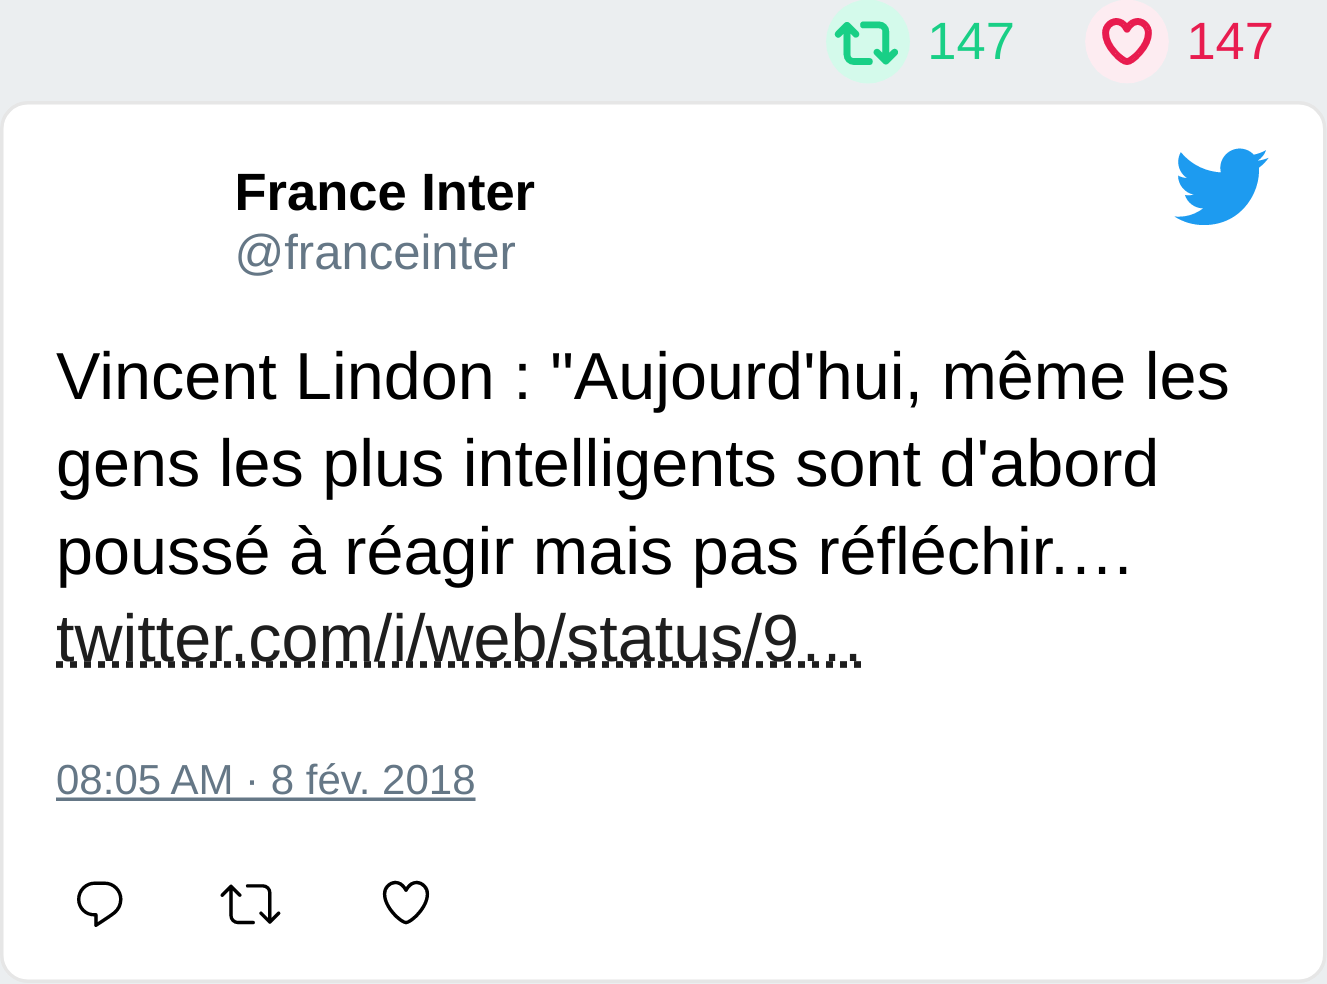 147 147
France Inter
@franceinter
Vincent Lindon : "Aujourd'hui, même les
gens les plus intelligents sont d'abord
poussé à réagir mais pas réfléchir.…
twitter.com/i/web/status/9…
08:05 AM · 8 fév. 2018